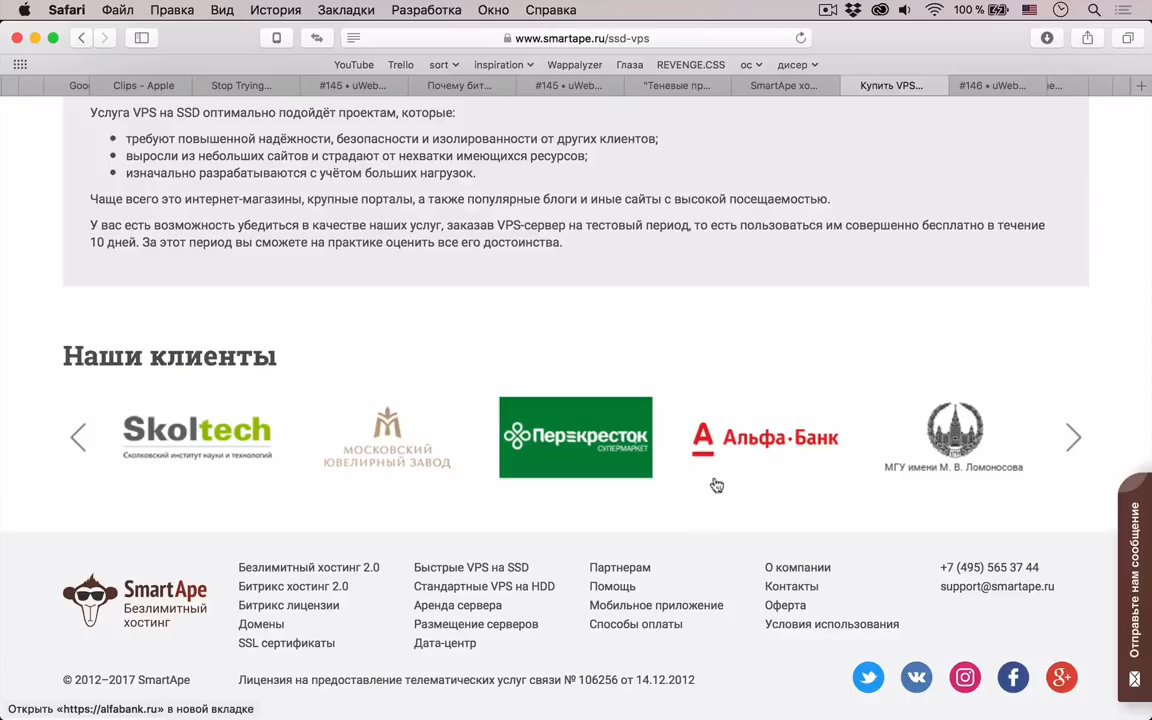 Safari Файл Правка Вид История Закладки Разработка Окно Справка 100 %
www.smartape.ru/ssd-vps
YouTube Trello sort inspiration Wappalyzer Глаза REVENGE.CSS ос дисер
Goo Clips - Apple Stop Trying... #145 • uWeb... Почему бит... #145 • uWeb... "Теневые пр... SmartApe хо... Купить VPS... #146 • uWeb... е...
Услуга VPS на SSD оптимально подойдёт проектам, которые:
требуют повышенной надёжности, безопасности и изолированности от других клиентов;
выросли из небольших сайтов и страдают от нехватки имеющихся ресурсов;
изначально разрабатываются с учётом больших нагрузок.
Чаще всего это интернет-магазины, крупные порталы, а также популярные блоги и иные сайты с высокой посещаемостью.
У вас есть возможность убедиться в качестве наших услуг, заказав VPS-сервер на тестовый период, то есть пользоваться им совершенно бесплатно в течение
10 дней. За этот период вы сможете на практике оценить все его достоинства.
Наши клиенты
Skoltech
Сколковский институт науки и технологий
МОСКОВСКИЙ
ЮВЕЛИРНЫЙ ЗАВОД
Перекресток
СУПЕРМАРКЕТ
Альфа·Банк
МГУ имени М. В. Ломоносова
Отправьте нам сообщение
SmartApe
Безлимитный
хостинг
Безлимитный хостинг 2.0
Битрикс хостинг 2.0
Битрикс лицензии
Домены
SSL сертификаты
Быстрые VPS на SSD
Стандартные VPS на HDD
Аренда сервера
Размещение серверов
Дата-центр
Партнерам
Помощь
Мобильное приложение
Способы оплаты
О компании
Контакты
Оферта
Условия использования
+7 (495) 565 37 44
support@smartape.ru
© 2012–2017 SmartApe
Лицензия на предоставление телематических услуг связи № 106256 от 14.12.2012
Открыть «https://alfabank.ru» в новой вкладке